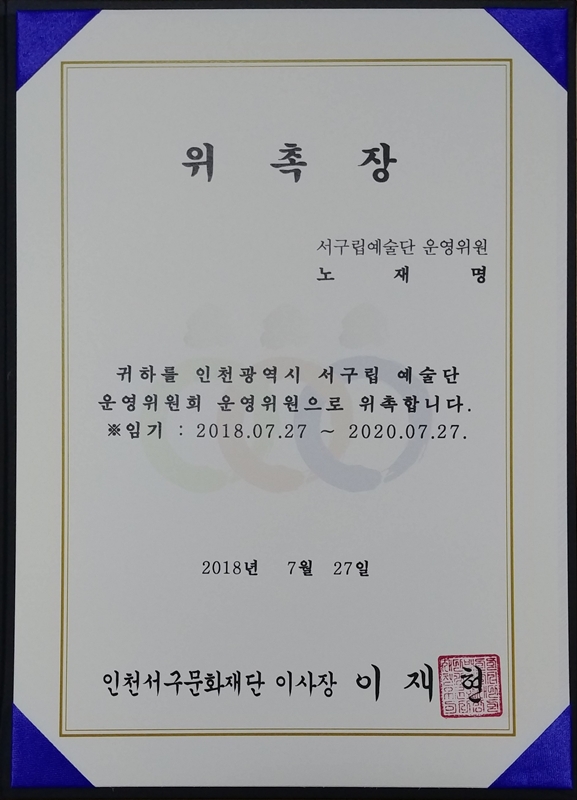 위 촉 장
서구립예술단 운영위원
노 재 명
귀하를 인천광역시 서구립 예술단
운영위원회 운영위원으로 위촉합니다.
※임기 : 2018.07.27 ~ 2020.07.27.
2018년 7월 27일
인천서구문화재단 이사장 이 재 현